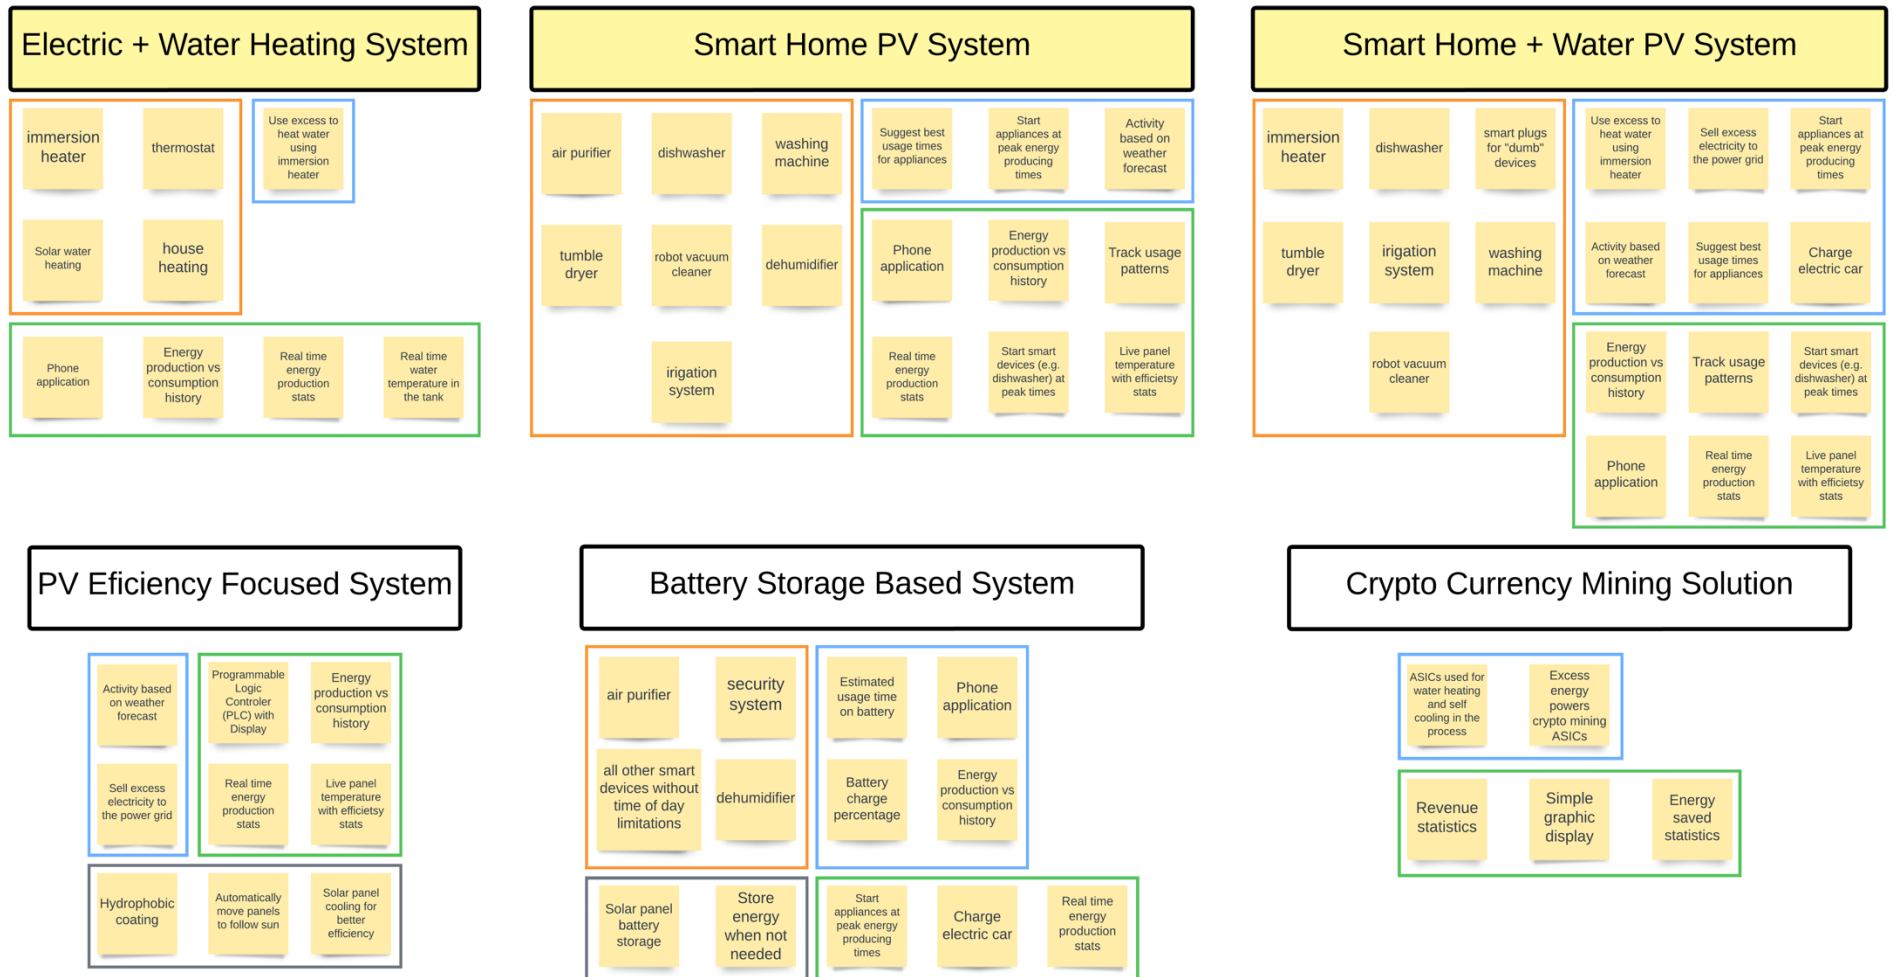 Electric + Water Heating System
immersion
heater
thermostat
Solar water
heating
house
heating
Use excess to
heat water
using
immersion
heater
Phone
application
Energy
production vs
consumption
history
Real time
energy
production
stats
Real time
water
temperature in
the tank
Smart Home PV System
air purifier
dishwasher
washing
machine
tumble
dryer
robot vacuum
cleaner
dehumidifier
irigation
system
Suggest best
usage times
for appliances
Start
appliances at
peak energy
producing
times
Activity
based on
weather
forecast
Phone
application
Energy
production vs
consumption
history
Track usage
patterns
Real time
energy
production
stats
Start smart
devices (e.g.
dishwasher) at
peak times
Live panel
temperature
with efficietsy
stats
Smart Home + Water PV System
immersion
heater
dishwasher
smart plugs
for "dumb"
devices
tumble
dryer
irigation
system
washing
machine
robot vacuum
cleaner
Use excess to
heat water
using
immersion
heater
Sell excess
electricity to
the power grid
Start
appliances at
peak energy
producing
times
Activity based
on weather
forecast
Suggest best
usage times
for appliances
Charge
electric car
Energy
production vs
consumption
history
Track usage
patterns
Start smart
devices (e.g.
dishwasher) at
peak times
Phone
application
Real time
energy
production
stats
Live panel
temperature
with efficietsy
stats
PV Eficiency Focused System
Activity based
on weather
forecast
Sell excess
electricity to
the power grid
Programmable
Logic
Controler
(PLC) with
Display
Energy
production vs
consumption
history
Real time
energy
production
stats
Live panel
temperature
with efficietsy
stats
Hydrophobic
coating
Automatically
move panels
to follow sun
Solar panel
cooling for
better
efficiency
Battery Storage Based System
air purifier
security
system
all other smart
devices without
time of day
limitations
dehumidifier
Estimated
usage time
on battery
Phone
application
Battery
charge
percentage
Energy
production vs
consumption
history
Solar panel
battery
storage
Store
energy
when not
needed
Start
appliances at
peak energy
producing
times
Charge
electric car
Real time
energy
production
stats
Crypto Currency Mining Solution
ASICs used for
water heating
and self
cooling in the
process
Excess
energy
powers
crypto mining
ASICs
Revenue
statistics
Simple
graphic
display
Energy
saved
statistics